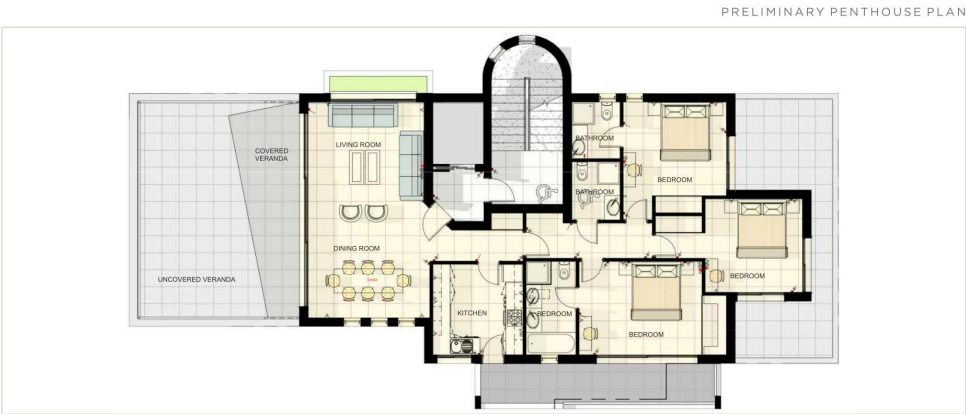 PRELIMINARY PENTHOUSE PLAN
BATHROOM
LIVING ROOM
COVERED
VERANDA
BEDROOM
BATHROOM
DINING ROOM
BEDROOM
UNCOVERED VERANDA
KITCHEN
BEDROOM
BEDROOM